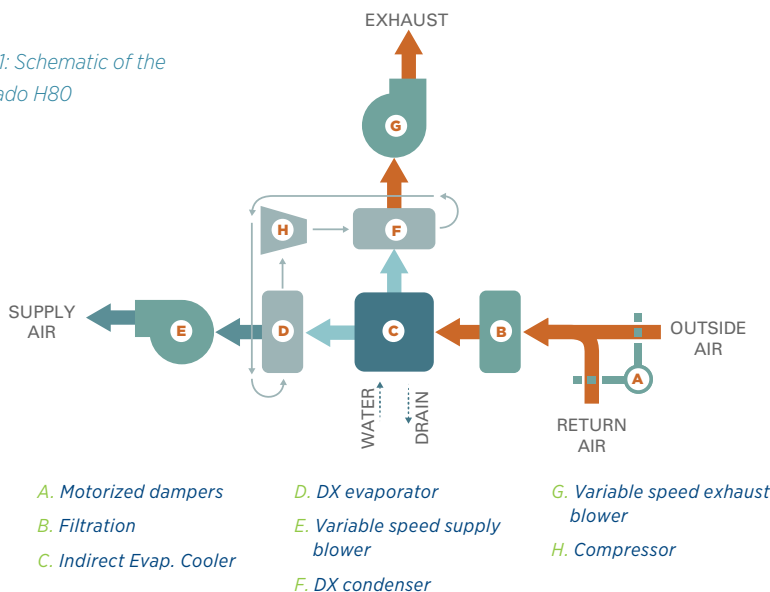 EXHAUST
1: Schematic of the
ado H80
G
H
F
SUPPLY
AIR
E
D
C
B
OUTSIDE
AIR
A
WATER
DRAIN
RETURN
AIR
A. Motorized dampers
B. Filtration
C. Indirect Evap. Cooler
D. DX evaporator
E. Variable speed supply
blower
F. DX condenser
G. Variable speed exhaust
blower
H. Compressor